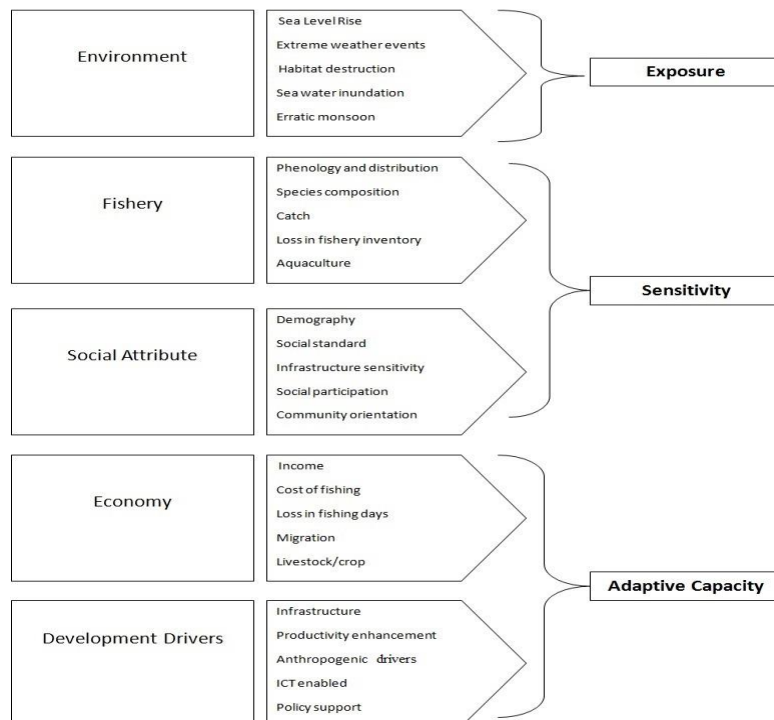 Environment
Sea Level Rise
Extreme weather events
Habitat destruction
Sea water inundation
Erratic monsoon
Exposure
Fishery
Phenology and distribution
Species composition
Catch
Loss in fishery inventory
Aquaculture
Sensitivity
Social Attribute
Demography
Social standard
Infrastructure sensitivity
Social participation
Community orientation
Economy
Income
Cost of fishing
Loss in fishing days
Migration
Livestock/crop
Adaptive Capacity
Development Drivers
Infrastructure
Productivity enhancement
Anthropogenic drivers
ICT enabled
Policy support